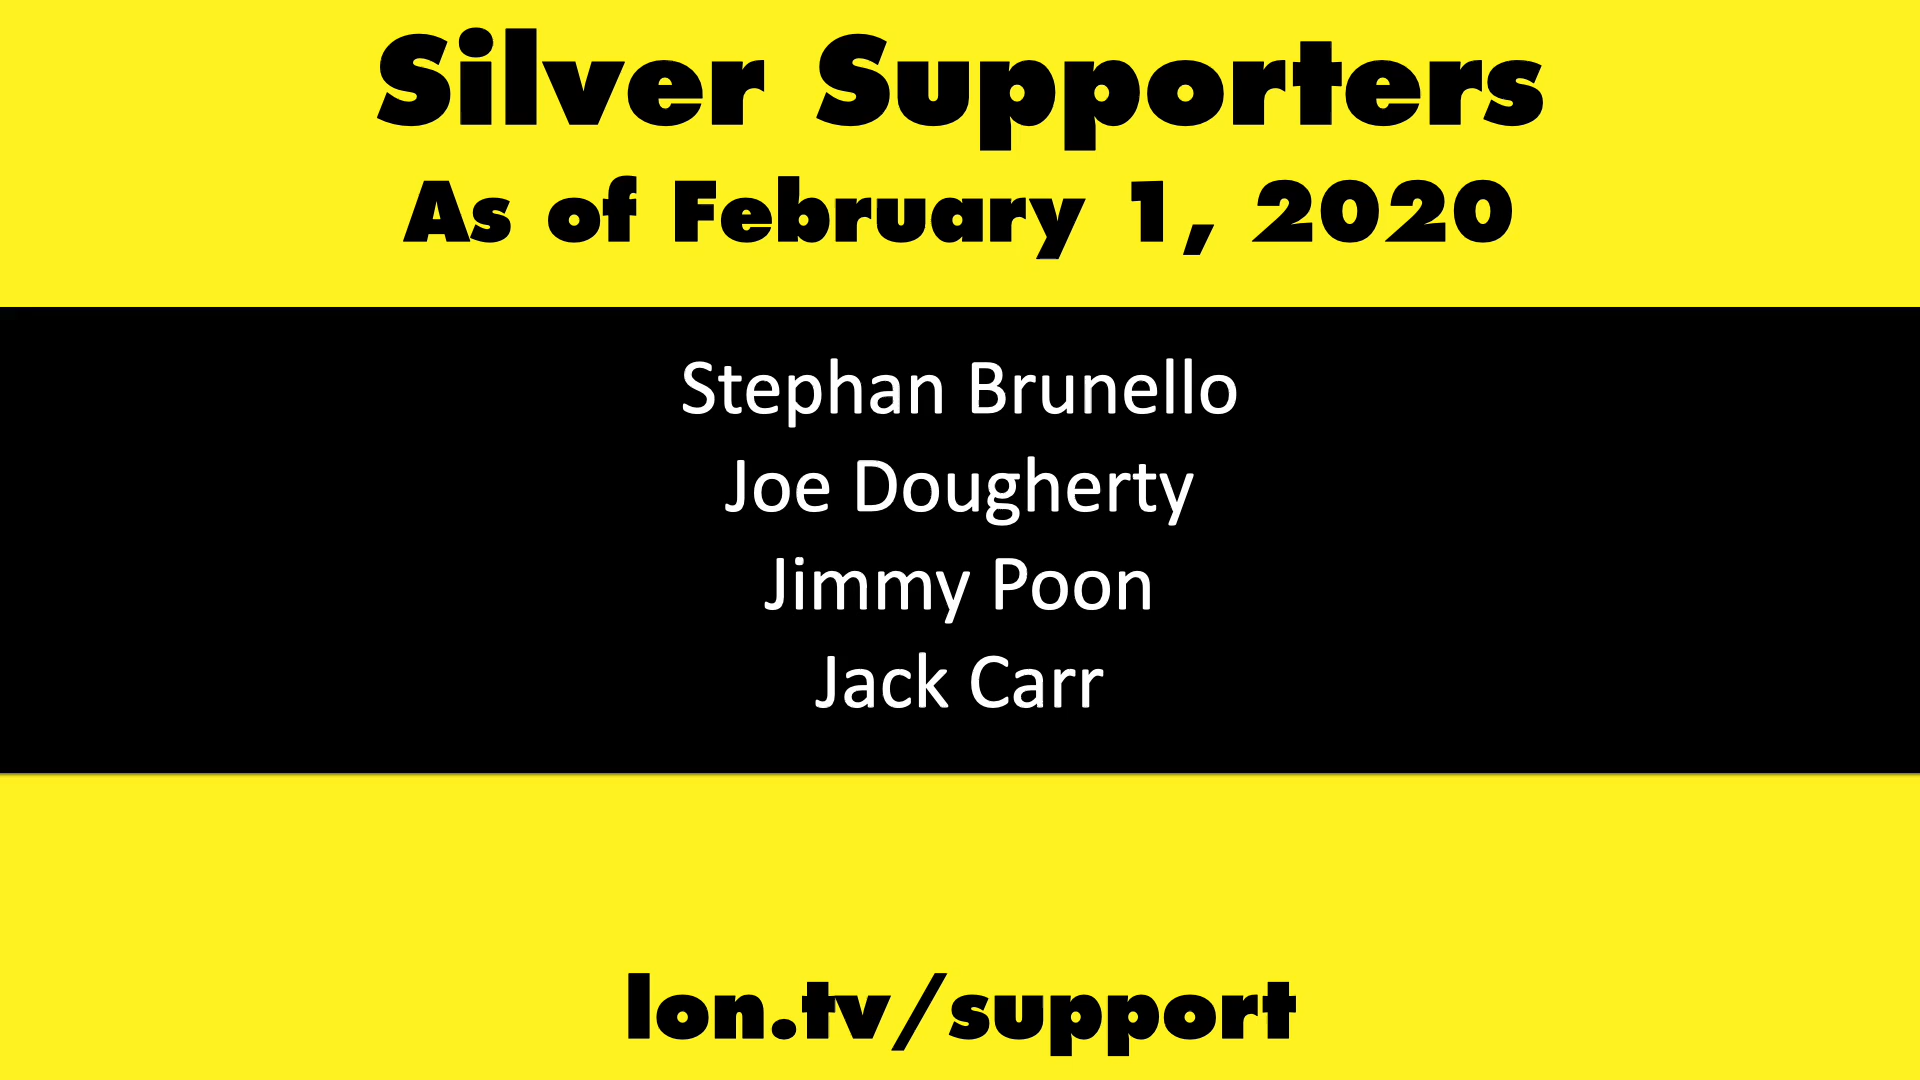 Silver Supporters
As of February 1, 2020
Stephan Brunello
Joe Dougherty
Jimmy Poon
Jack Carr
lon.tv/support